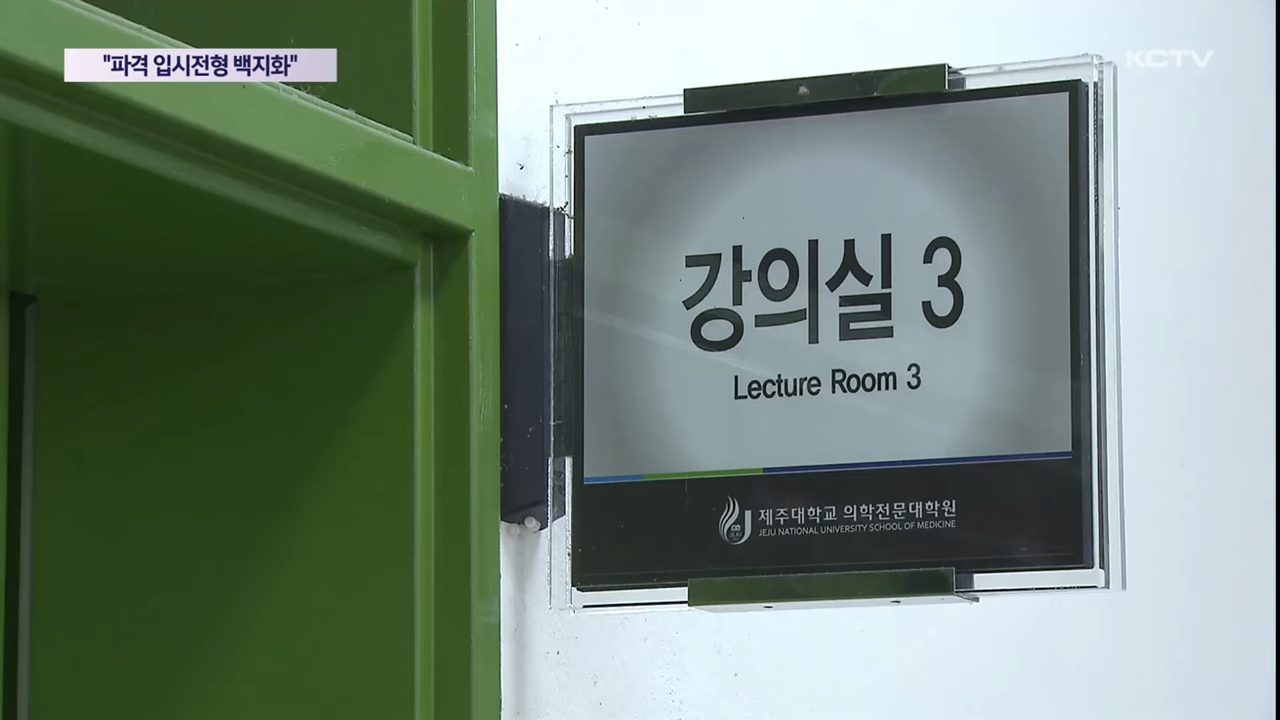 "파격 입시전형 백지화"
KCTV
강의실 3
Lecture Room 3
제주대학교 의학전문대학원
JEJU NATIONAL UNIVERSITY SCHOOL OF MEDICINE